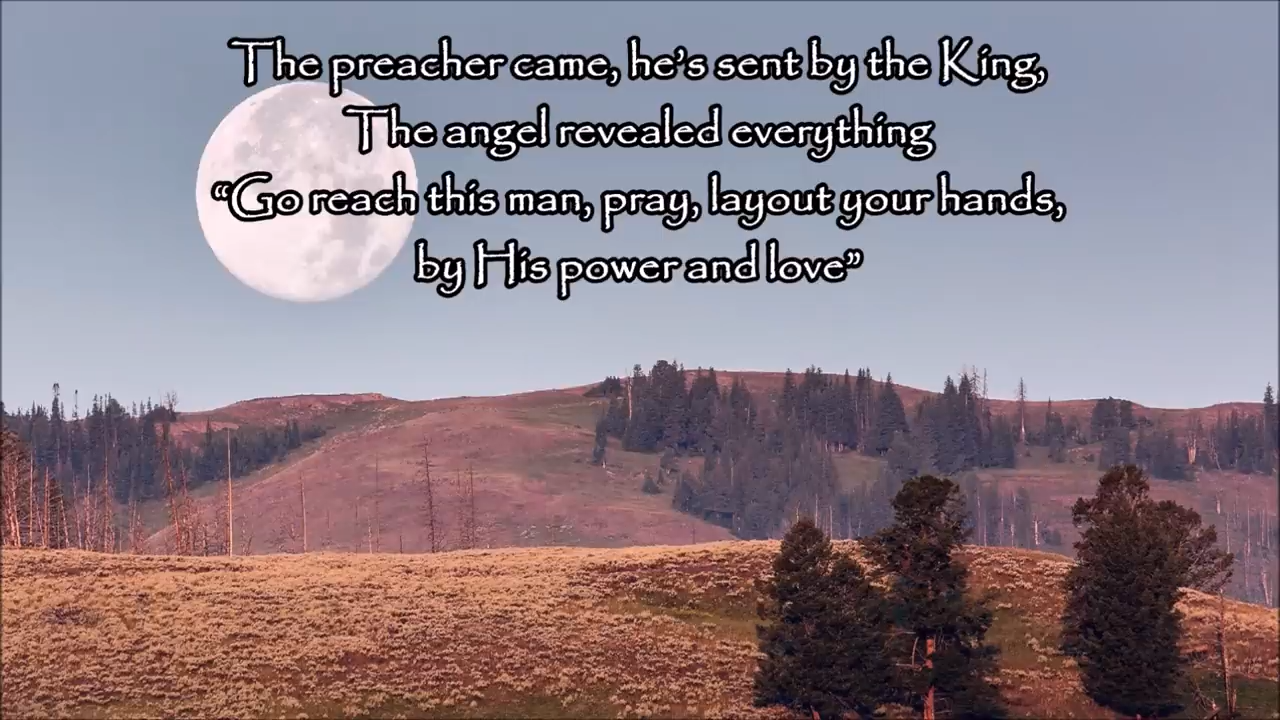 The preacher came, he's sent by the King,
The angel revealed everything
“Go reach this man, pray, layout your hands,
by His power and love”